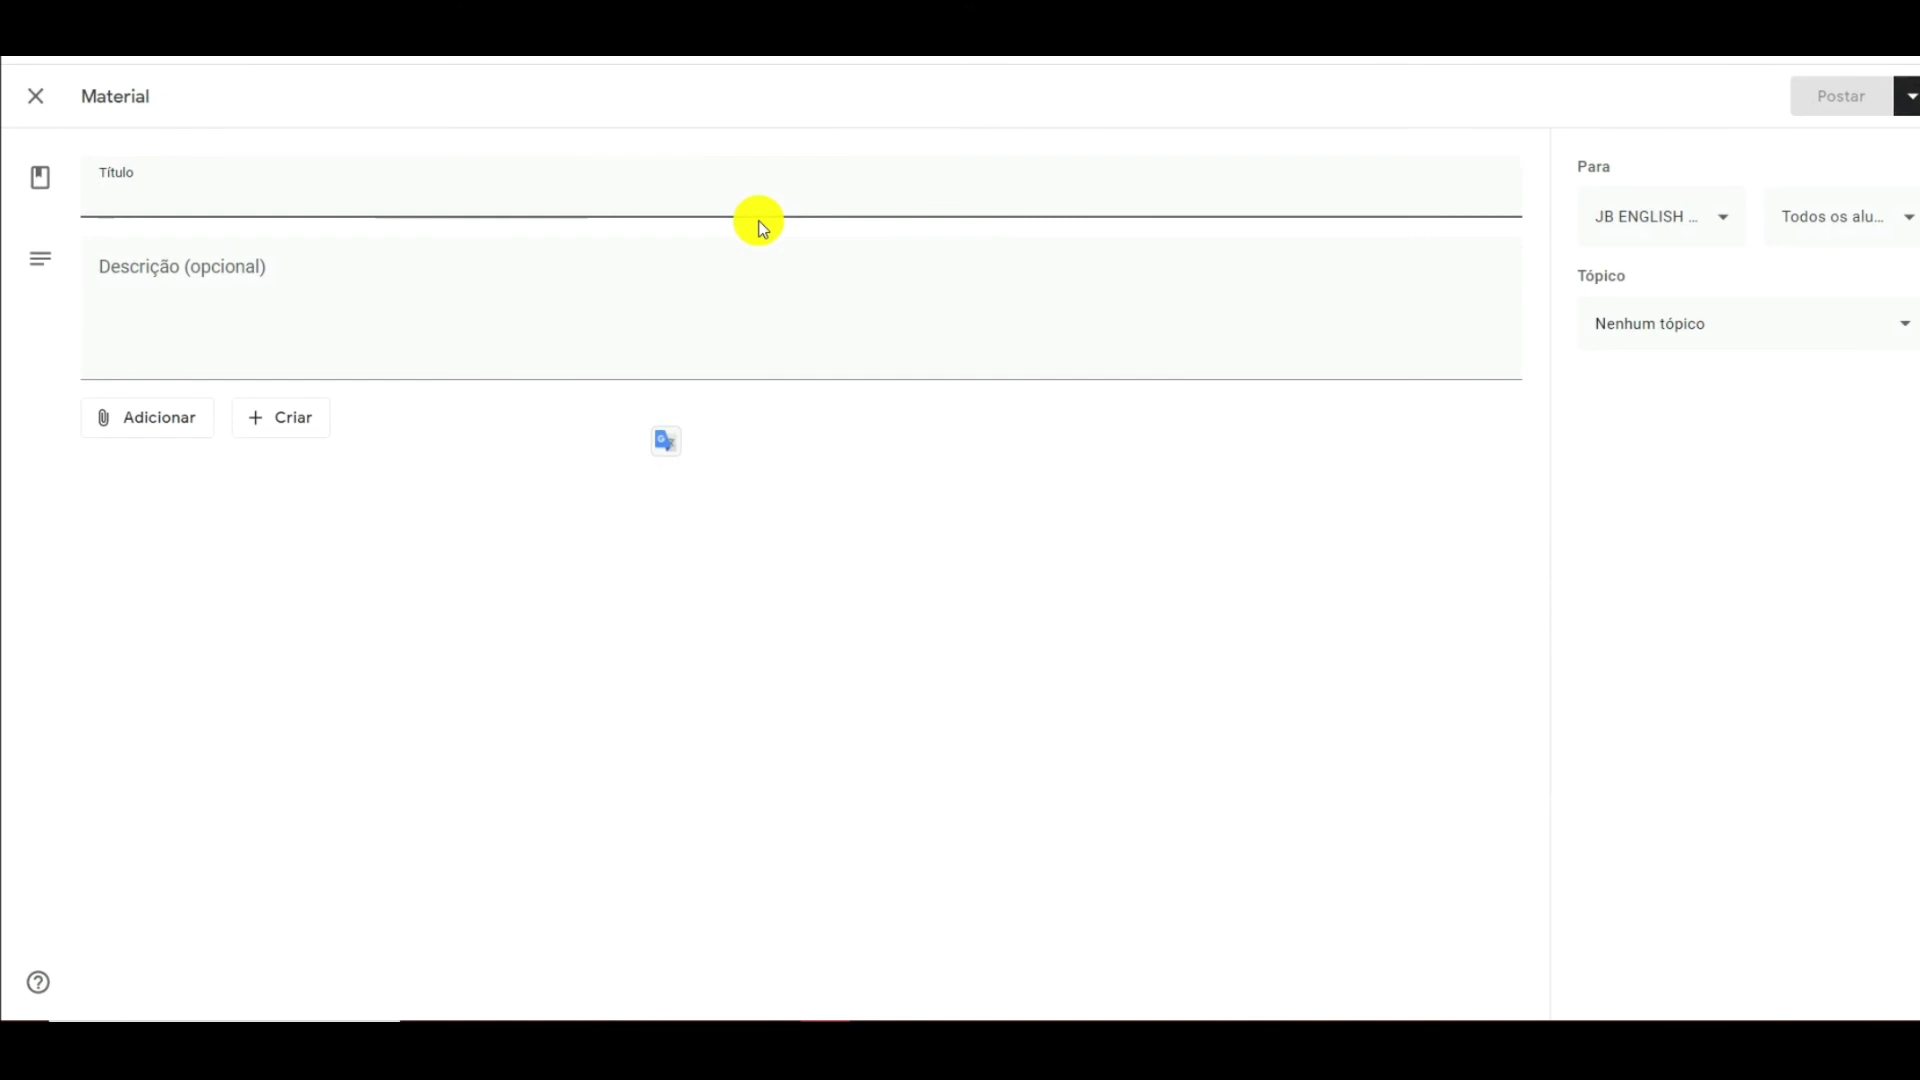 Material
Postar
Título
Descrição (opcional)
Adicionar
Criar
Para
JB ENGLISH ...
Todos os alu...
Tópico
Nenhum tópico